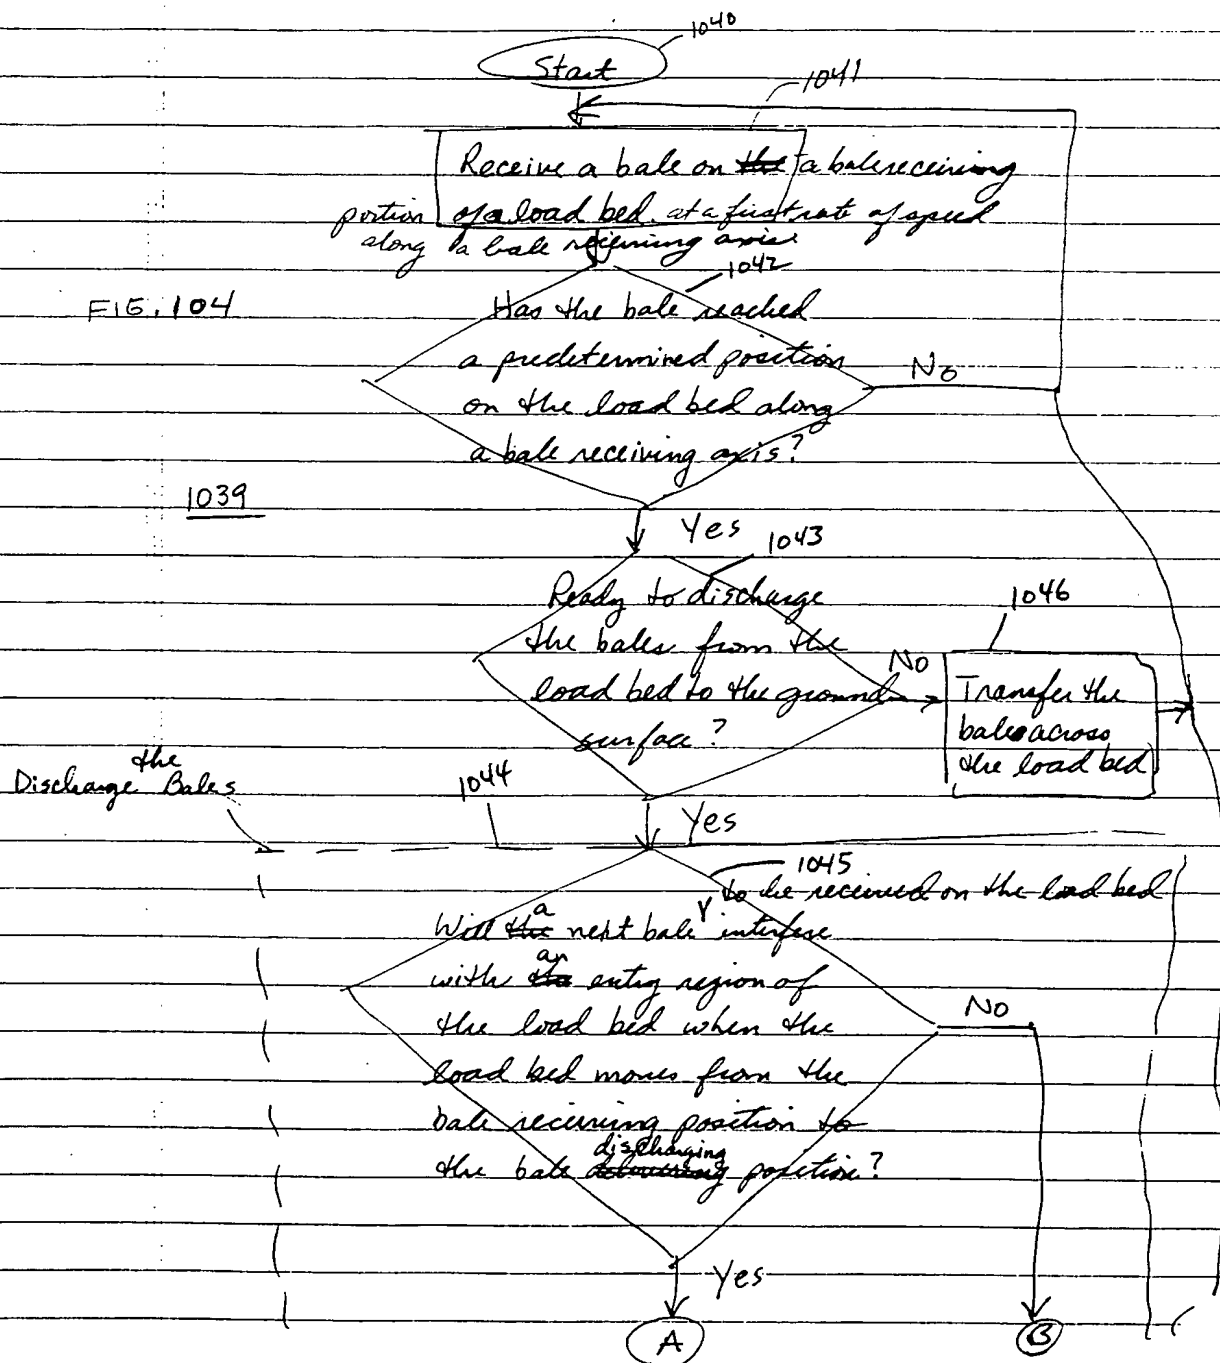 1040
Start
1041
Receive a bale on the a bale receiving
portion of a load bed. at a first rate of speed
along a bale receiving axis
1042
FIG. 104
Has the bale reached
a predetermined position
No
on the load bed along
a bale receiving axis?
1039
Yes
1043
Ready to discharge
1046
the bales from the
No
load bed to the ground
surface?
Transfer the
bales across
the load bed
the
Discharge Bales
1044
Yes
1045
to be received on the load bed
a
Will the next bale interfere
an
with the entry region of
No
the load bed when the
load bed moves from the
bale receiving position to
discharging
the bale position?
Yes
A
B